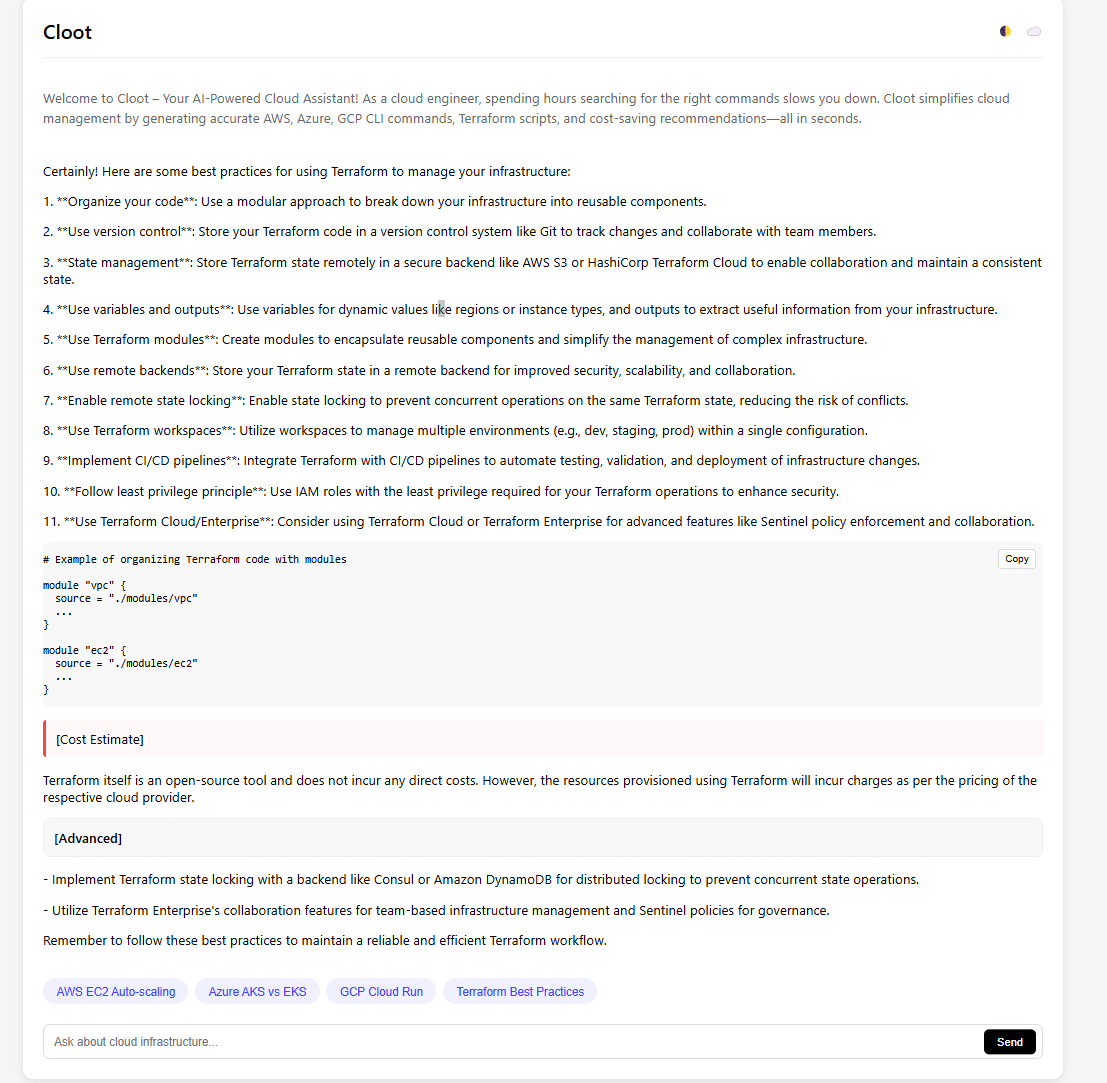 Cloot
Welcome to Cloot – Your AI-Powered Cloud Assistant! As a cloud engineer, spending hours searching for the right commands slows you down. Cloot simplifies cloud
management by generating accurate AWS, Azure, GCP CLI commands, Terraform scripts, and cost-saving recommendations—all in seconds.
Certainly! Here are some best practices for using Terraform to manage your infrastructure:
1. **Organize your code**: Use a modular approach to break down your infrastructure into reusable components.
2. **Use version control**: Store your Terraform code in a version control system like Git to track changes and collaborate with team members.
3. **State management**: Store Terraform state remotely in a secure backend like AWS S3 or HashiCorp Terraform Cloud to enable collaboration and maintain a consistent
state.
4. **Use variables and outputs**: Use variables for dynamic values like regions or instance types, and outputs to extract useful information from your infrastructure.
5. **Use Terraform modules**: Create modules to encapsulate reusable components and simplify the management of complex infrastructure.
6. **Use remote backends**: Store your Terraform state in a remote backend for improved security, scalability, and collaboration.
7. **Enable remote state locking**: Enable state locking to prevent concurrent operations on the same Terraform state, reducing the risk of conflicts.
8. **Use Terraform workspaces**: Utilize workspaces to manage multiple environments (e.g., dev, staging, prod) within a single configuration.
9. **Implement CI/CD pipelines**: Integrate Terraform with CI/CD pipelines to automate testing, validation, and deployment of infrastructure changes.
10. **Follow least privilege principle**: Use IAM roles with the least privilege required for your Terraform operations to enhance security.
11. **Use Terraform Cloud/Enterprise**: Consider using Terraform Cloud or Terraform Enterprise for advanced features like Sentinel policy enforcement and collaboration.
# Example of organizing Terraform code with modules
Copy
module "vpc" {
  source = "./modules/vpc"
  ...
}
module "ec2" {
  source = "./modules/ec2"
  ...
}
[Cost Estimate]
Terraform itself is an open-source tool and does not incur any direct costs. However, the resources provisioned using Terraform will incur charges as per the pricing of the
respective cloud provider.
[Advanced]
- Implement Terraform state locking with a backend like Consul or Amazon DynamoDB for distributed locking to prevent concurrent state operations.
- Utilize Terraform Enterprise's collaboration features for team-based infrastructure management and Sentinel policies for governance.
Remember to follow these best practices to maintain a reliable and efficient Terraform workflow.
AWS EC2 Auto-scaling
Azure AKS vs EKS
GCP Cloud Run
Terraform Best Practices
Ask about cloud infrastructure...
Send